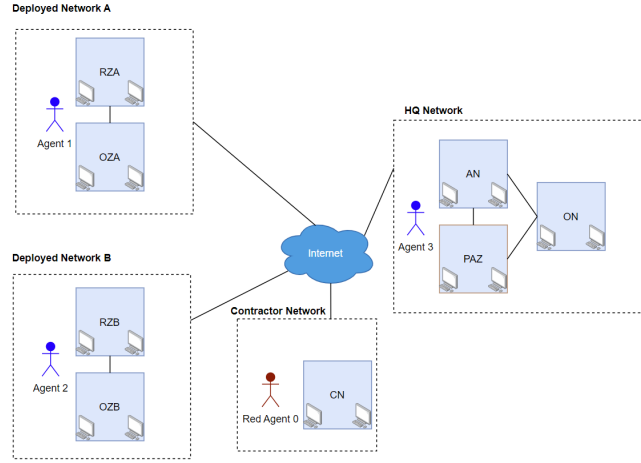 Deployed Network A
RZA
Agent 1
OZA
HQ Network
AN
ON
Agent 3
PAZ
Internet
Deployed Network B
RZB
Agent 2
OZB
Contractor Network
CN
Red Agent 0